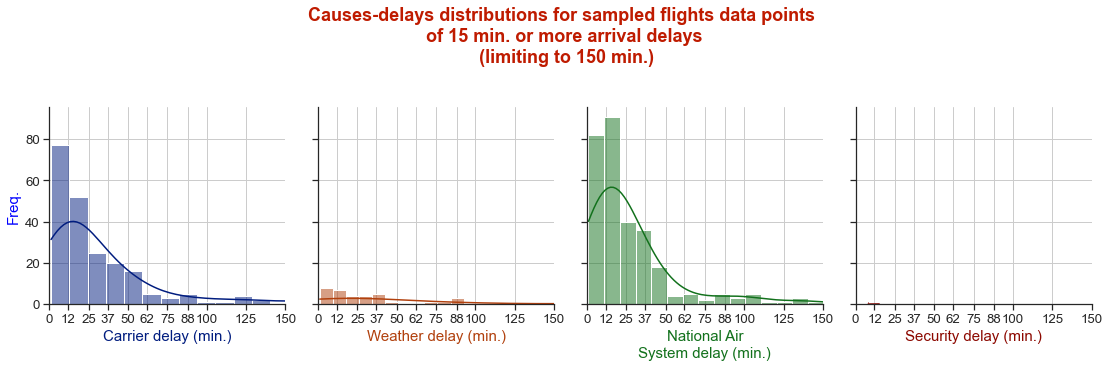 Causes-delays distributions for sampled flights data points
of 15 min. or more arrival delays
(limiting to 150 min.)
Freq.
80
60
40
20
0
0 12 25 37 50 62 75 88 100 125 150
Carrier delay (min.)
0 12 25 37 50 62 75 88 100 125 150
Weather delay (min.)
0 12 25 37 50 62 75 88 100 125 150
National Air
System delay (min.)
0 12 25 37 50 62 75 88 100 125 150
Security delay (min.)